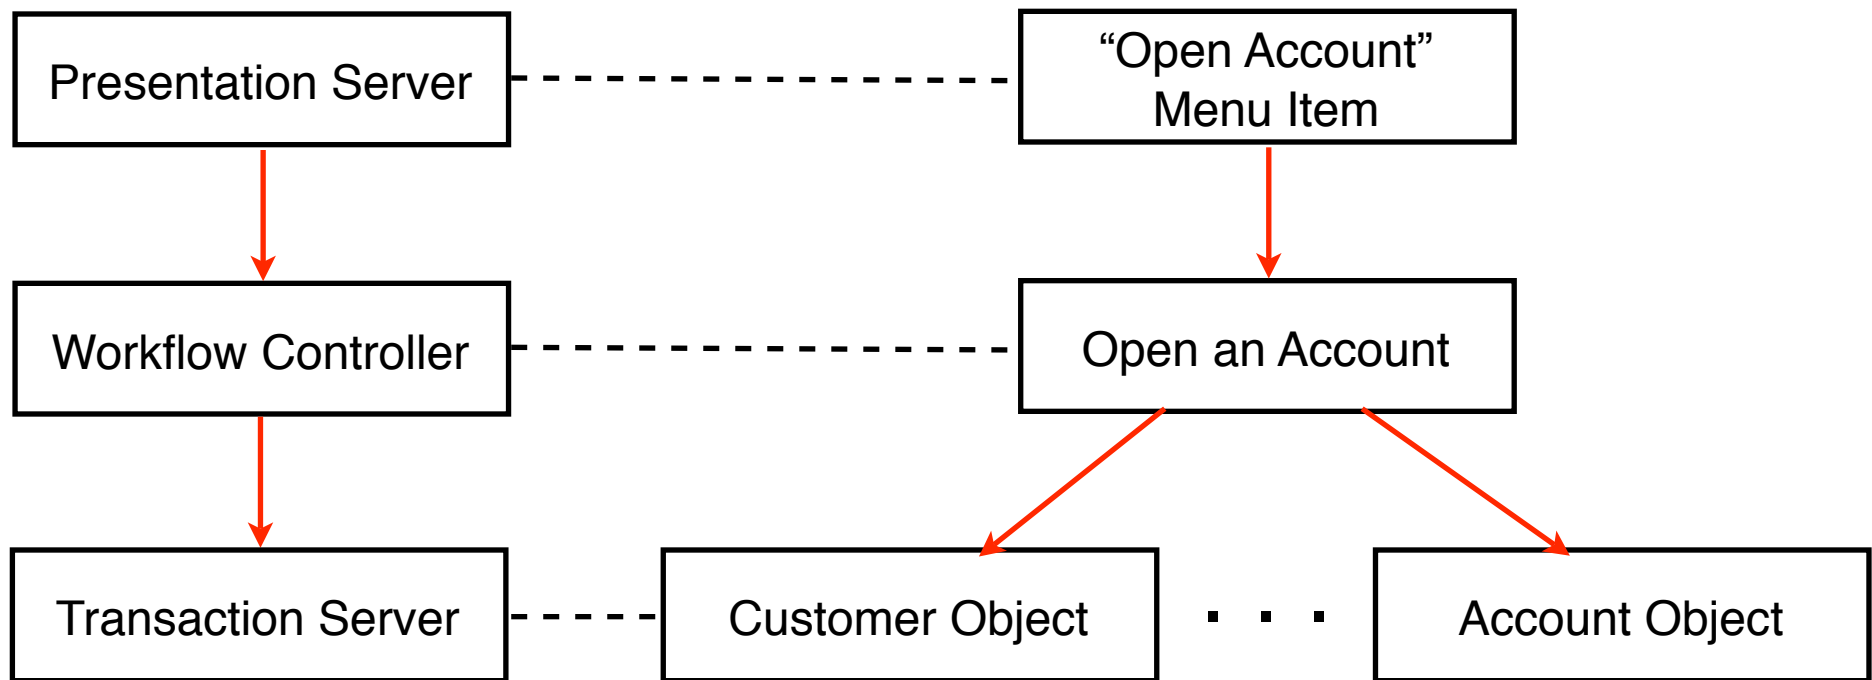 Presentation Server
“Open Account”
Menu Item
Workflow Controller
Open an Account
Transaction Server
Customer Object
. . .
Account Object